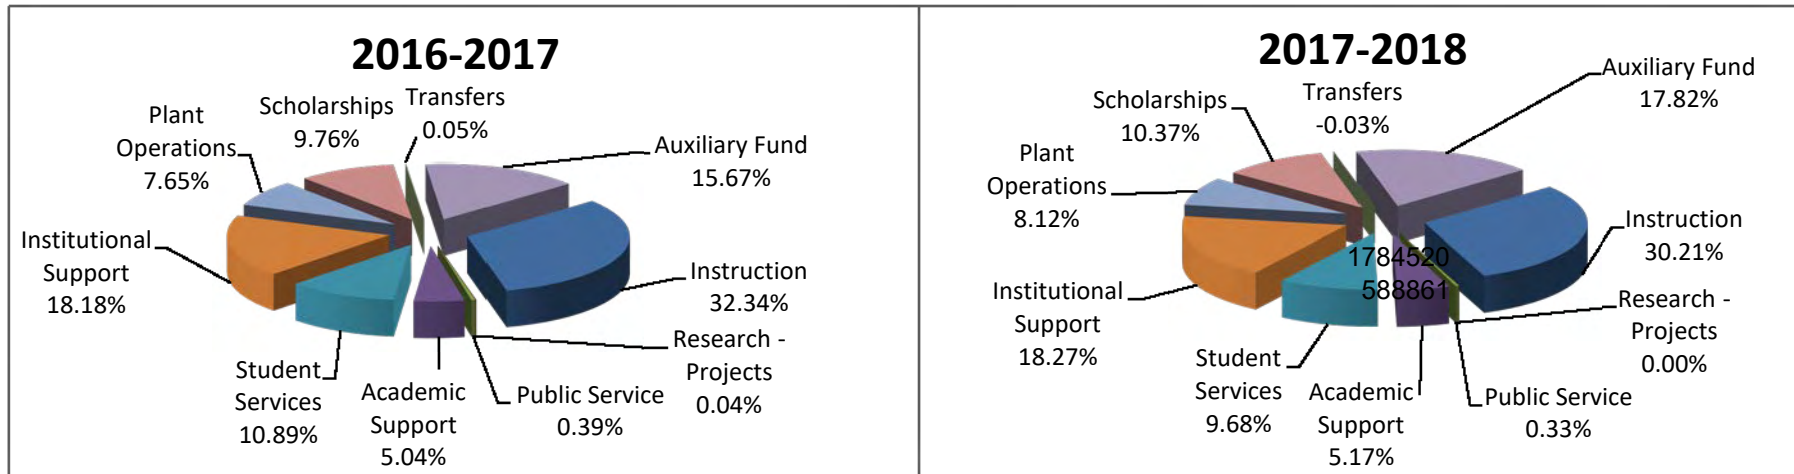 2016-2017
Scholarships
9.76%
Transfers
0.05%
Plant
Operations
7.65%
Auxiliary Fund
15.67%
Institutional
Support
18.18%
Instruction
32.34%
Student
Services
10.89%
Academic
Support
5.04%
Public Service
0.39%
Research -
Projects
0.04%
2017-2018
Scholarships
10.37%
Transfers
-0.03%
Auxiliary Fund
17.82%
Plant
Operations
8.12%
Instruction
30.21%
1784520
588861
Institutional
Support
18.27%
Student
Services
9.68%
Academic
Support
5.17%
Public Service
0.33%
Research -
Projects
0.00%